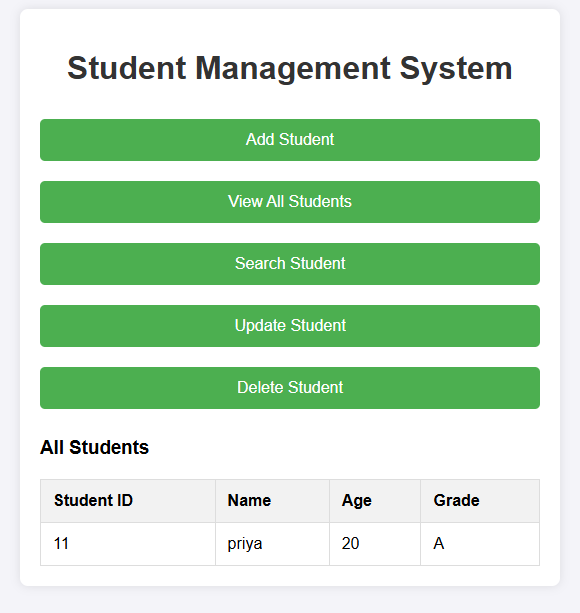 Student Management System
Add Student
View All Students
Search Student
Update Student
Delete Student
All Students
Student ID Name Age Grade
11 priya 20 A